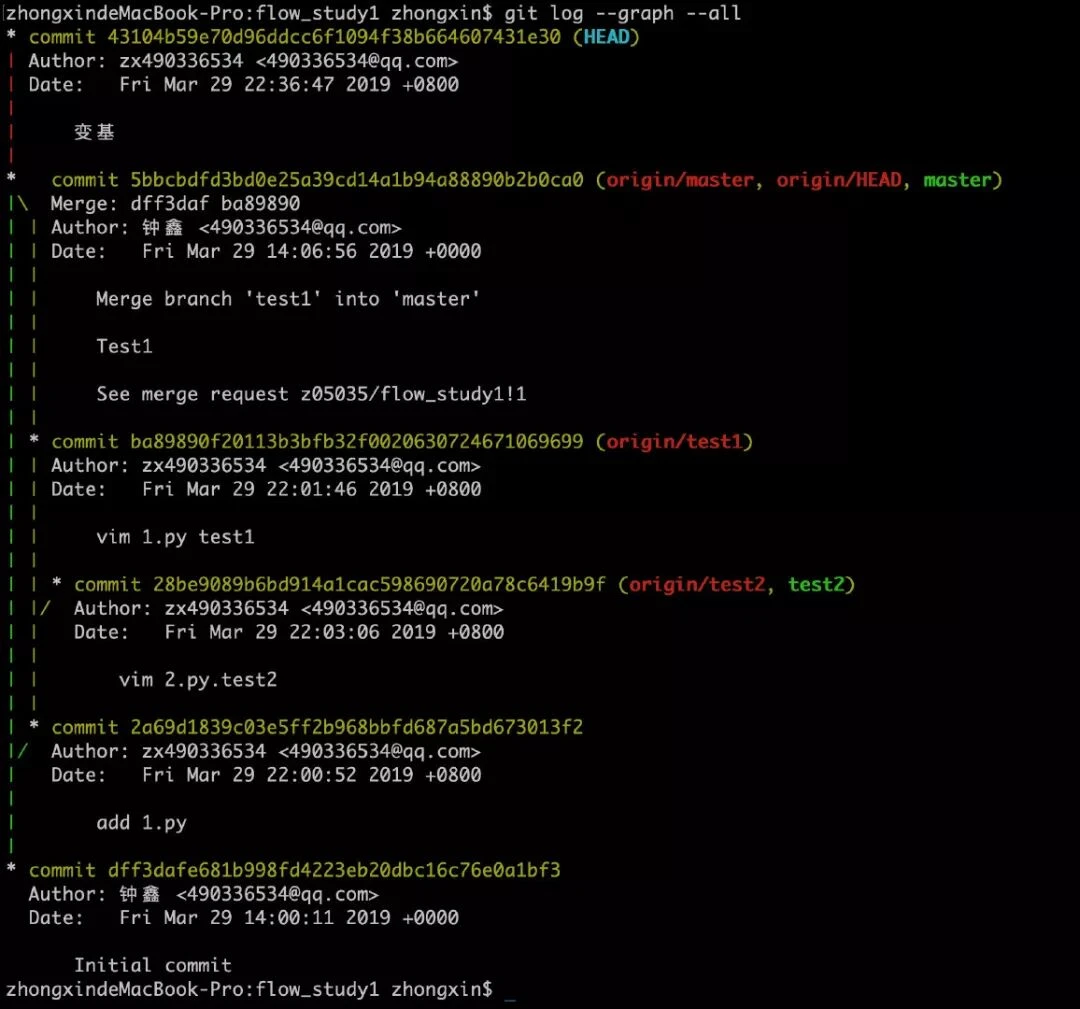 zhongxindeMacBook-Pro:flow_study1 zhongxin$ git log --graph --all
* commit 43104b59e70d96ddcc6f1094f38b664607431e30 (HEAD)
| Author: zx490336534 <490336534@qq.com>
| Date:   Fri Mar 29 22:36:47 2019 +0800
|
|     变基
|
*   commit 5bbcbdfd3bd0e25a39cd14a1b94a88890b2b0ca0 (origin/master, origin/HEAD, master)
|\  Merge: dff3daf ba89890
| | Author: 钟鑫 <490336534@qq.com>
| | Date:   Fri Mar 29 14:06:56 2019 +0000
| |
| |     Merge branch 'test1' into 'master'
| |
| |     Test1
| |
| |     See merge request z05035/flow_study1!1
| |
| * commit ba89890f20113b3bfb32f0020630724671069699 (origin/test1)
| | Author: zx490336534 <490336534@qq.com>
| | Date:   Fri Mar 29 22:01:46 2019 +0800
| |
| |     vim 1.py test1
| |
| | * commit 28be9089b6bd914a1cac598690720a78c6419b9f (origin/test2, test2)
| |/  Author: zx490336534 <490336534@qq.com>
| |   Date:   Fri Mar 29 22:03:06 2019 +0800
| |
| |       vim 2.py.test2
| |
| * commit 2a69d1839c03e5ff2b968bbfd687a5bd673013f2
|/  Author: zx490336534 <490336534@qq.com>
|   Date:   Fri Mar 29 22:00:52 2019 +0800
|
|       add 1.py
|
* commit dff3dafe681b998fd4223eb20dbc16c76e0a1bf3
  Author: 钟鑫 <490336534@qq.com>
  Date:   Fri Mar 29 14:00:11 2019 +0000

      Initial commit
zhongxindeMacBook-Pro:flow_study1 zhongxin$ _